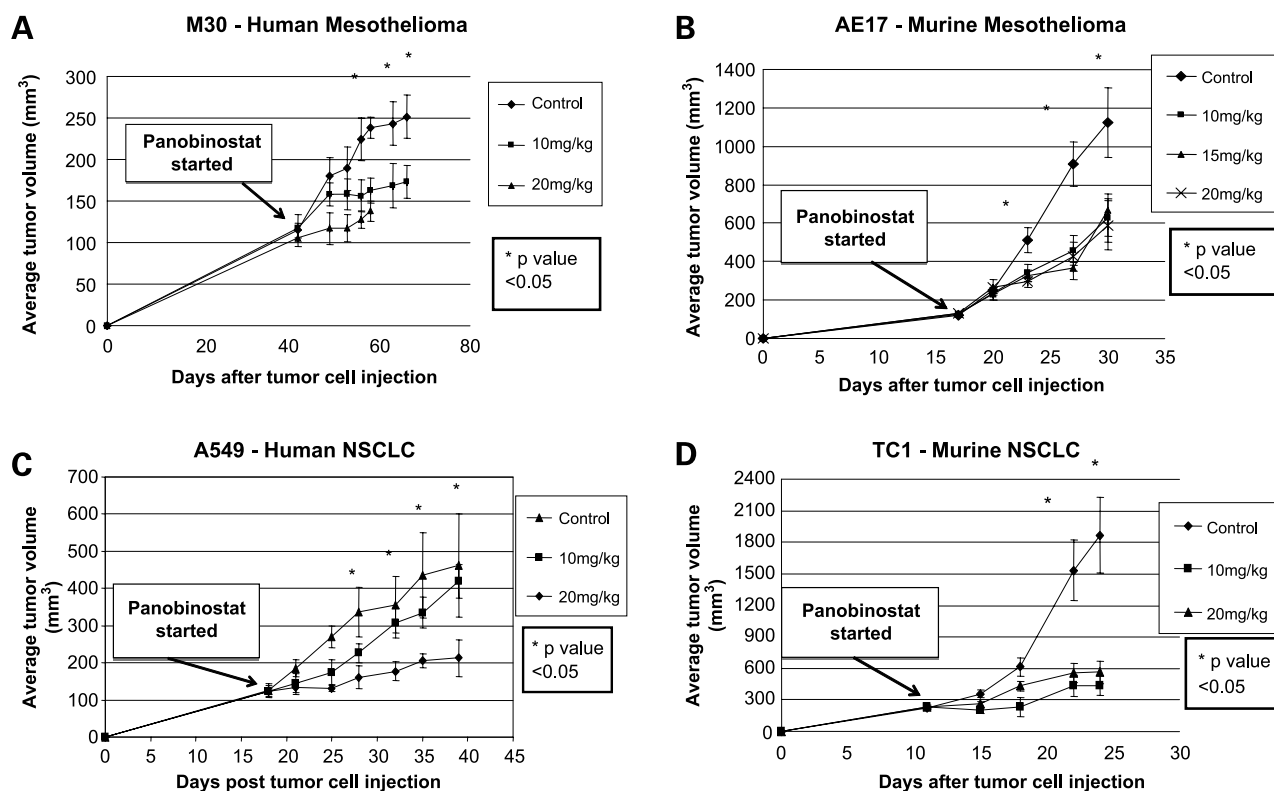 A
M30 - Human Mesothelioma
Average tumor volume (mm3)
300
250
200
150
100
50
0
0 20 40 60 80
Days after tumor cell injection
Panobinostat
started
* * *
Control
10mg/kg
20mg/kg
* p value
<0.05
B
AE17 - Murine Mesothelioma
Average tumor volume (mm3)
1400
1200
1000
800
600
400
200
0
0 5 10 15 20 25 30 35
Days after tumor cell injection
Panobinostat
started
* * *
Control
10mg/kg
15mg/kg
20mg/kg
* p value
<0.05
C
A549 - Human NSCLC
Average tumor volume
(mm3)
700
600
500
400
300
200
100
0
0 5 10 15 20 25 30 35 40 45
Days post tumor cell injection
Panobinostat
started
* * * *
Control
10mg/kg
20mg/kg
* p value
<0.05
D
TC1 - Murine NSCLC
Average tumor volume
(mm3)
2400
2100
1800
1500
1200
900
600
300
0
0 5 10 15 20 25 30
Days after tumor cell injection
Panobinostat
started
* *
Control
10mg/kg
20mg/kg
* p value
<0.05